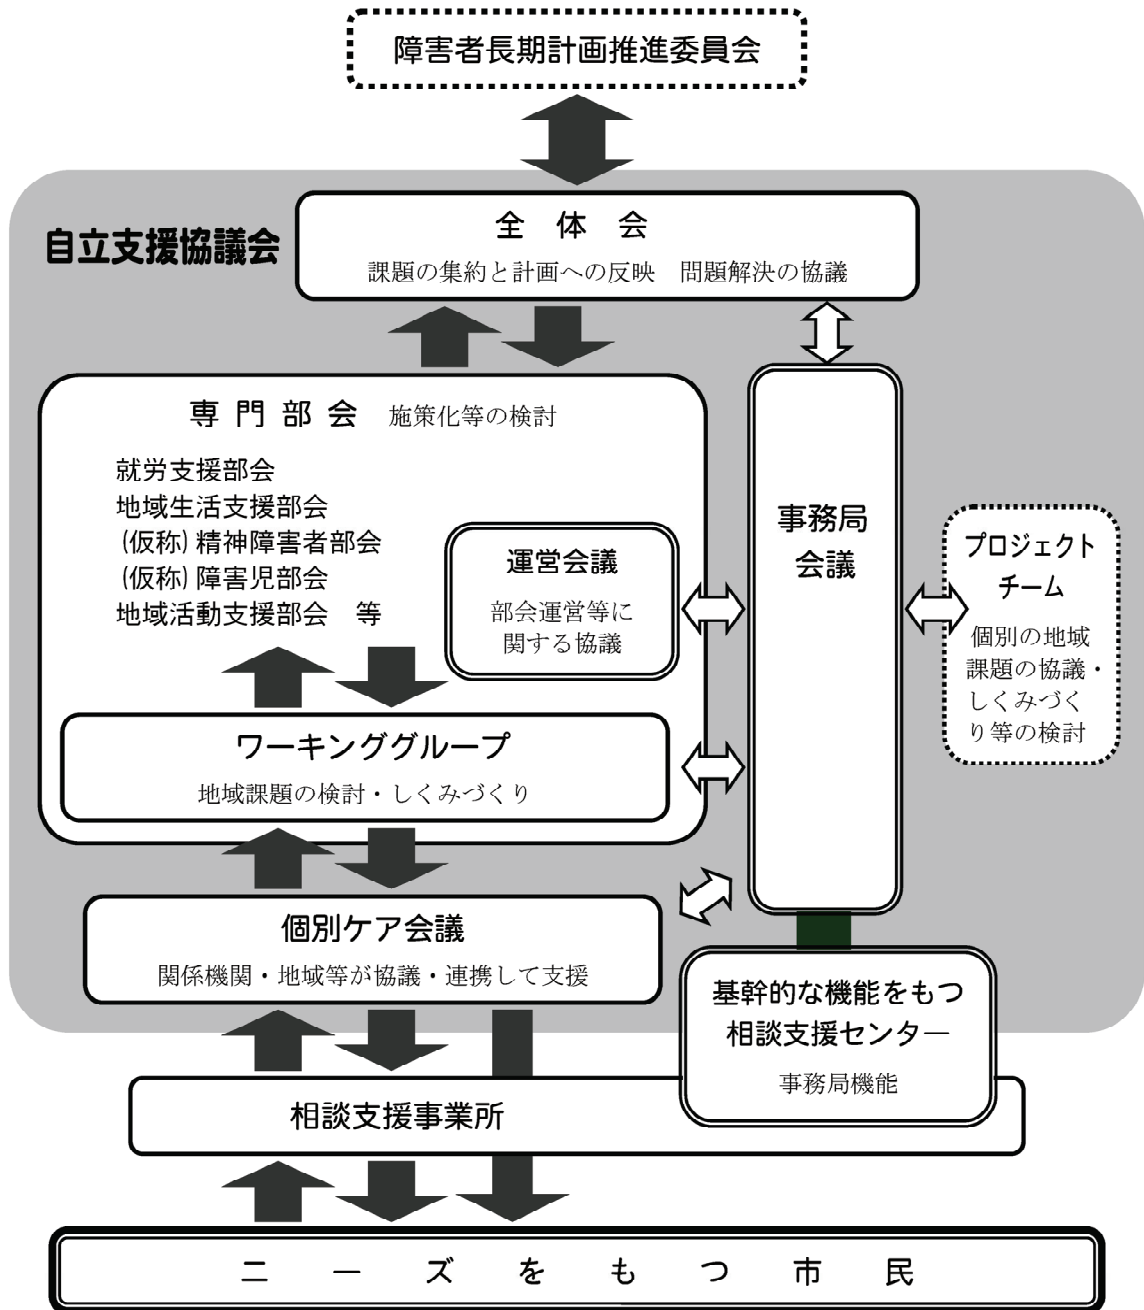 障害者長期計画推進委員会
自立支援協議会
全体会
課題の集約と計画への反映　問題解決の協議
専門部会　施策化等の検討
就労支援部会
地域生活支援部会
(仮称)精神障害者部会
(仮称)障害児部会
地域活動支援部会　等
運営会議
部会運営等に
関する協議
ワーキンググループ
地域課題の検討・しくみづくり
事務局
会議
プロジェクト
チーム
個別の地域
課題の協議・
しくみづく
り等の検討
個別ケア会議
関係機関・地域等が協議・連携して支援
基幹的な機能をもつ
相談支援センター
事務局機能
相談支援事業所
ニーズをもつ市民